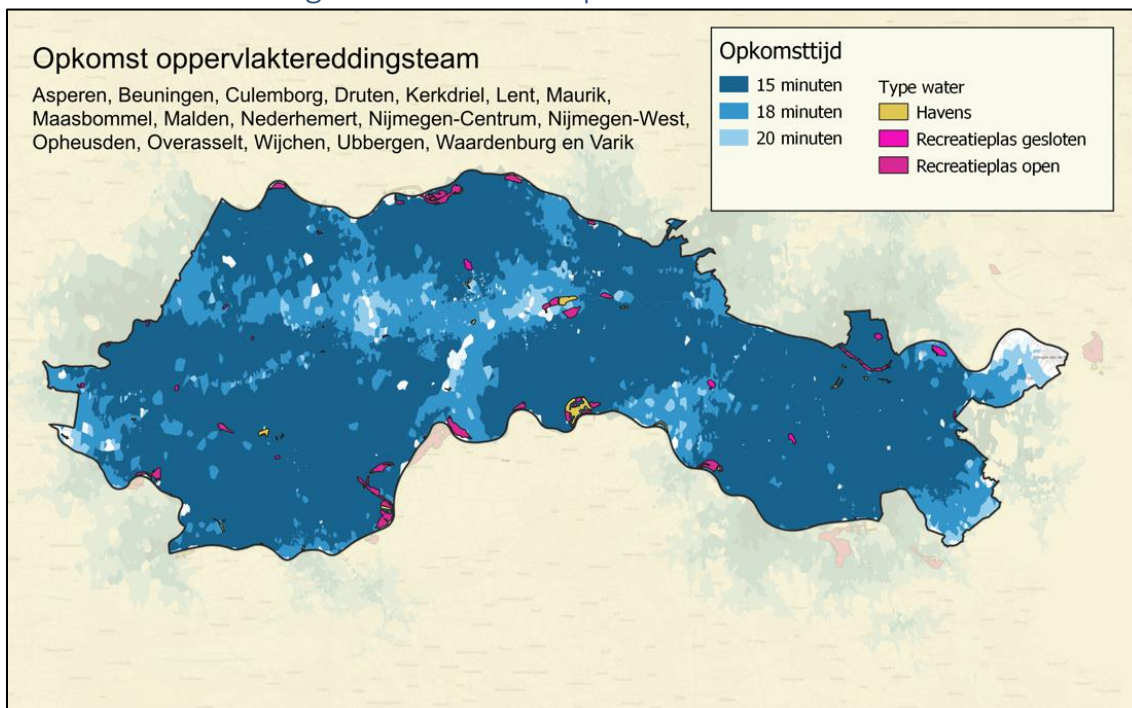 Opkomst oppervlaktereddingsteam
Asperen, Beuningen, Culemborg, Druten, Kerkdriel, Lent, Maurik,
Maasbommel, Malden, Nederhemert, Nijmegen-Centrum, Nijmegen-West,
Opheusden, Overasselt, Wijchen, Ubbergen, Waardenburg en Varik
Opkomsttijd
15 minuten
18 minuten
20 minuten
Type water
Havens
Recreatieplas gesloten
Recreatieplas open